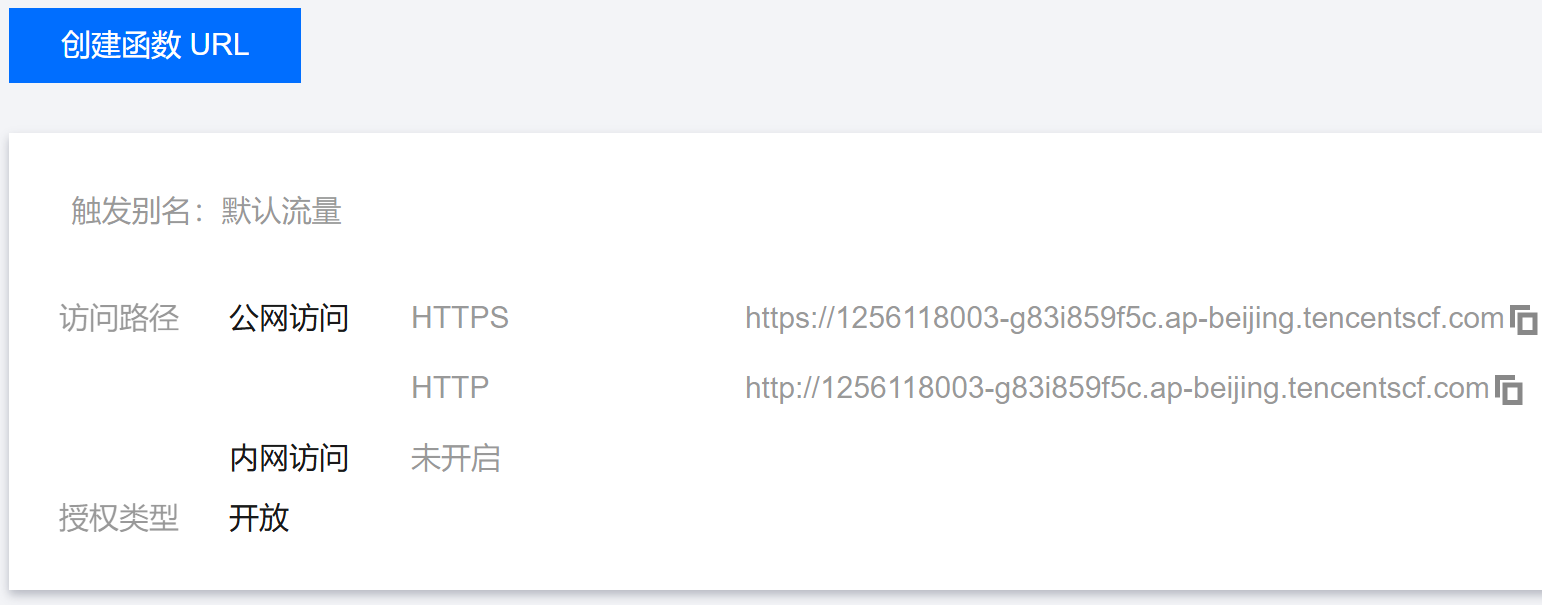 创建函数 URL
触发别名：默认流量
访问路径 公网访问 HTTPS https://1256118003-g83i859f5c.ap-beijing.tencentscf.com
HTTP http://1256118003-g83i859f5c.ap-beijing.tencentscf.com
内网访问 未开启
授权类型 开放